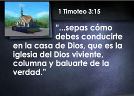 1 Timoteo 3:15
"...sepas cómo
debes conducirte
en la casa de Dios, que es la
iglesia del Dios viviente,
columna y baluarte de la
verdad."